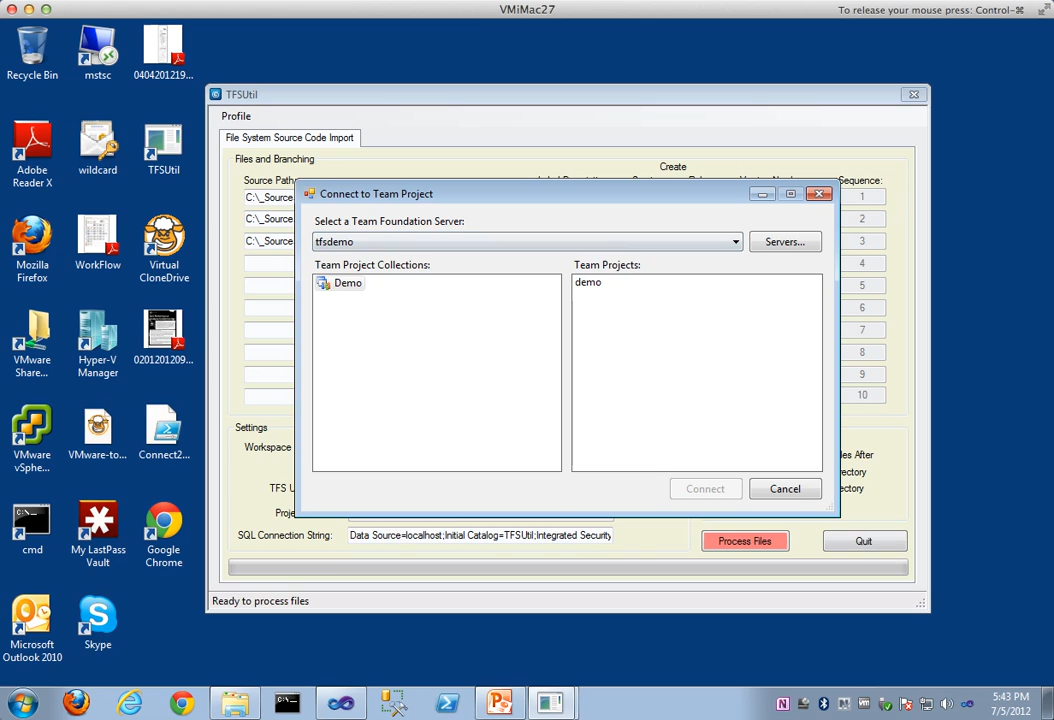 VMiMac27
To release your mouse press: Control-⌘
Recycle Bin
mstsc
0404201219...
Adobe
Reader X
wildcard
TFSUtil
Mozilla
Firefox
WorkFlow
Virtual
CloneDrive
VMware
Share...
Hyper-V
Manager
0201201209...
VMware
vSphe...
VMware-to...
Connect2...
cmd
My LastPass
Vault
Google
Chrome
Microsoft
Outlook 2010
Skype
TFSUtil
Profile
File System Source Code Import
Files and Branching
Create
Source Path
Sequence:
C:\_Source.
1
C:\_Source.
2
C:\_Source.
3
4
5
6
7
8
9
10
Connect to Team Project
Select a Team Foundation Server:
tfsdemo
Servers...
Team Project Collections:
Team Projects:
Demo
demo
Connect
Cancel
Settings
Workspace
les After
irectory
TFS U
ectory
Proje
SQL Connection String:
Data Source=localhost;Initial Catalog=TFSUtil;Integrated Security
Process Files
Quit
Ready to process files
5:43 PM
7/5/2012